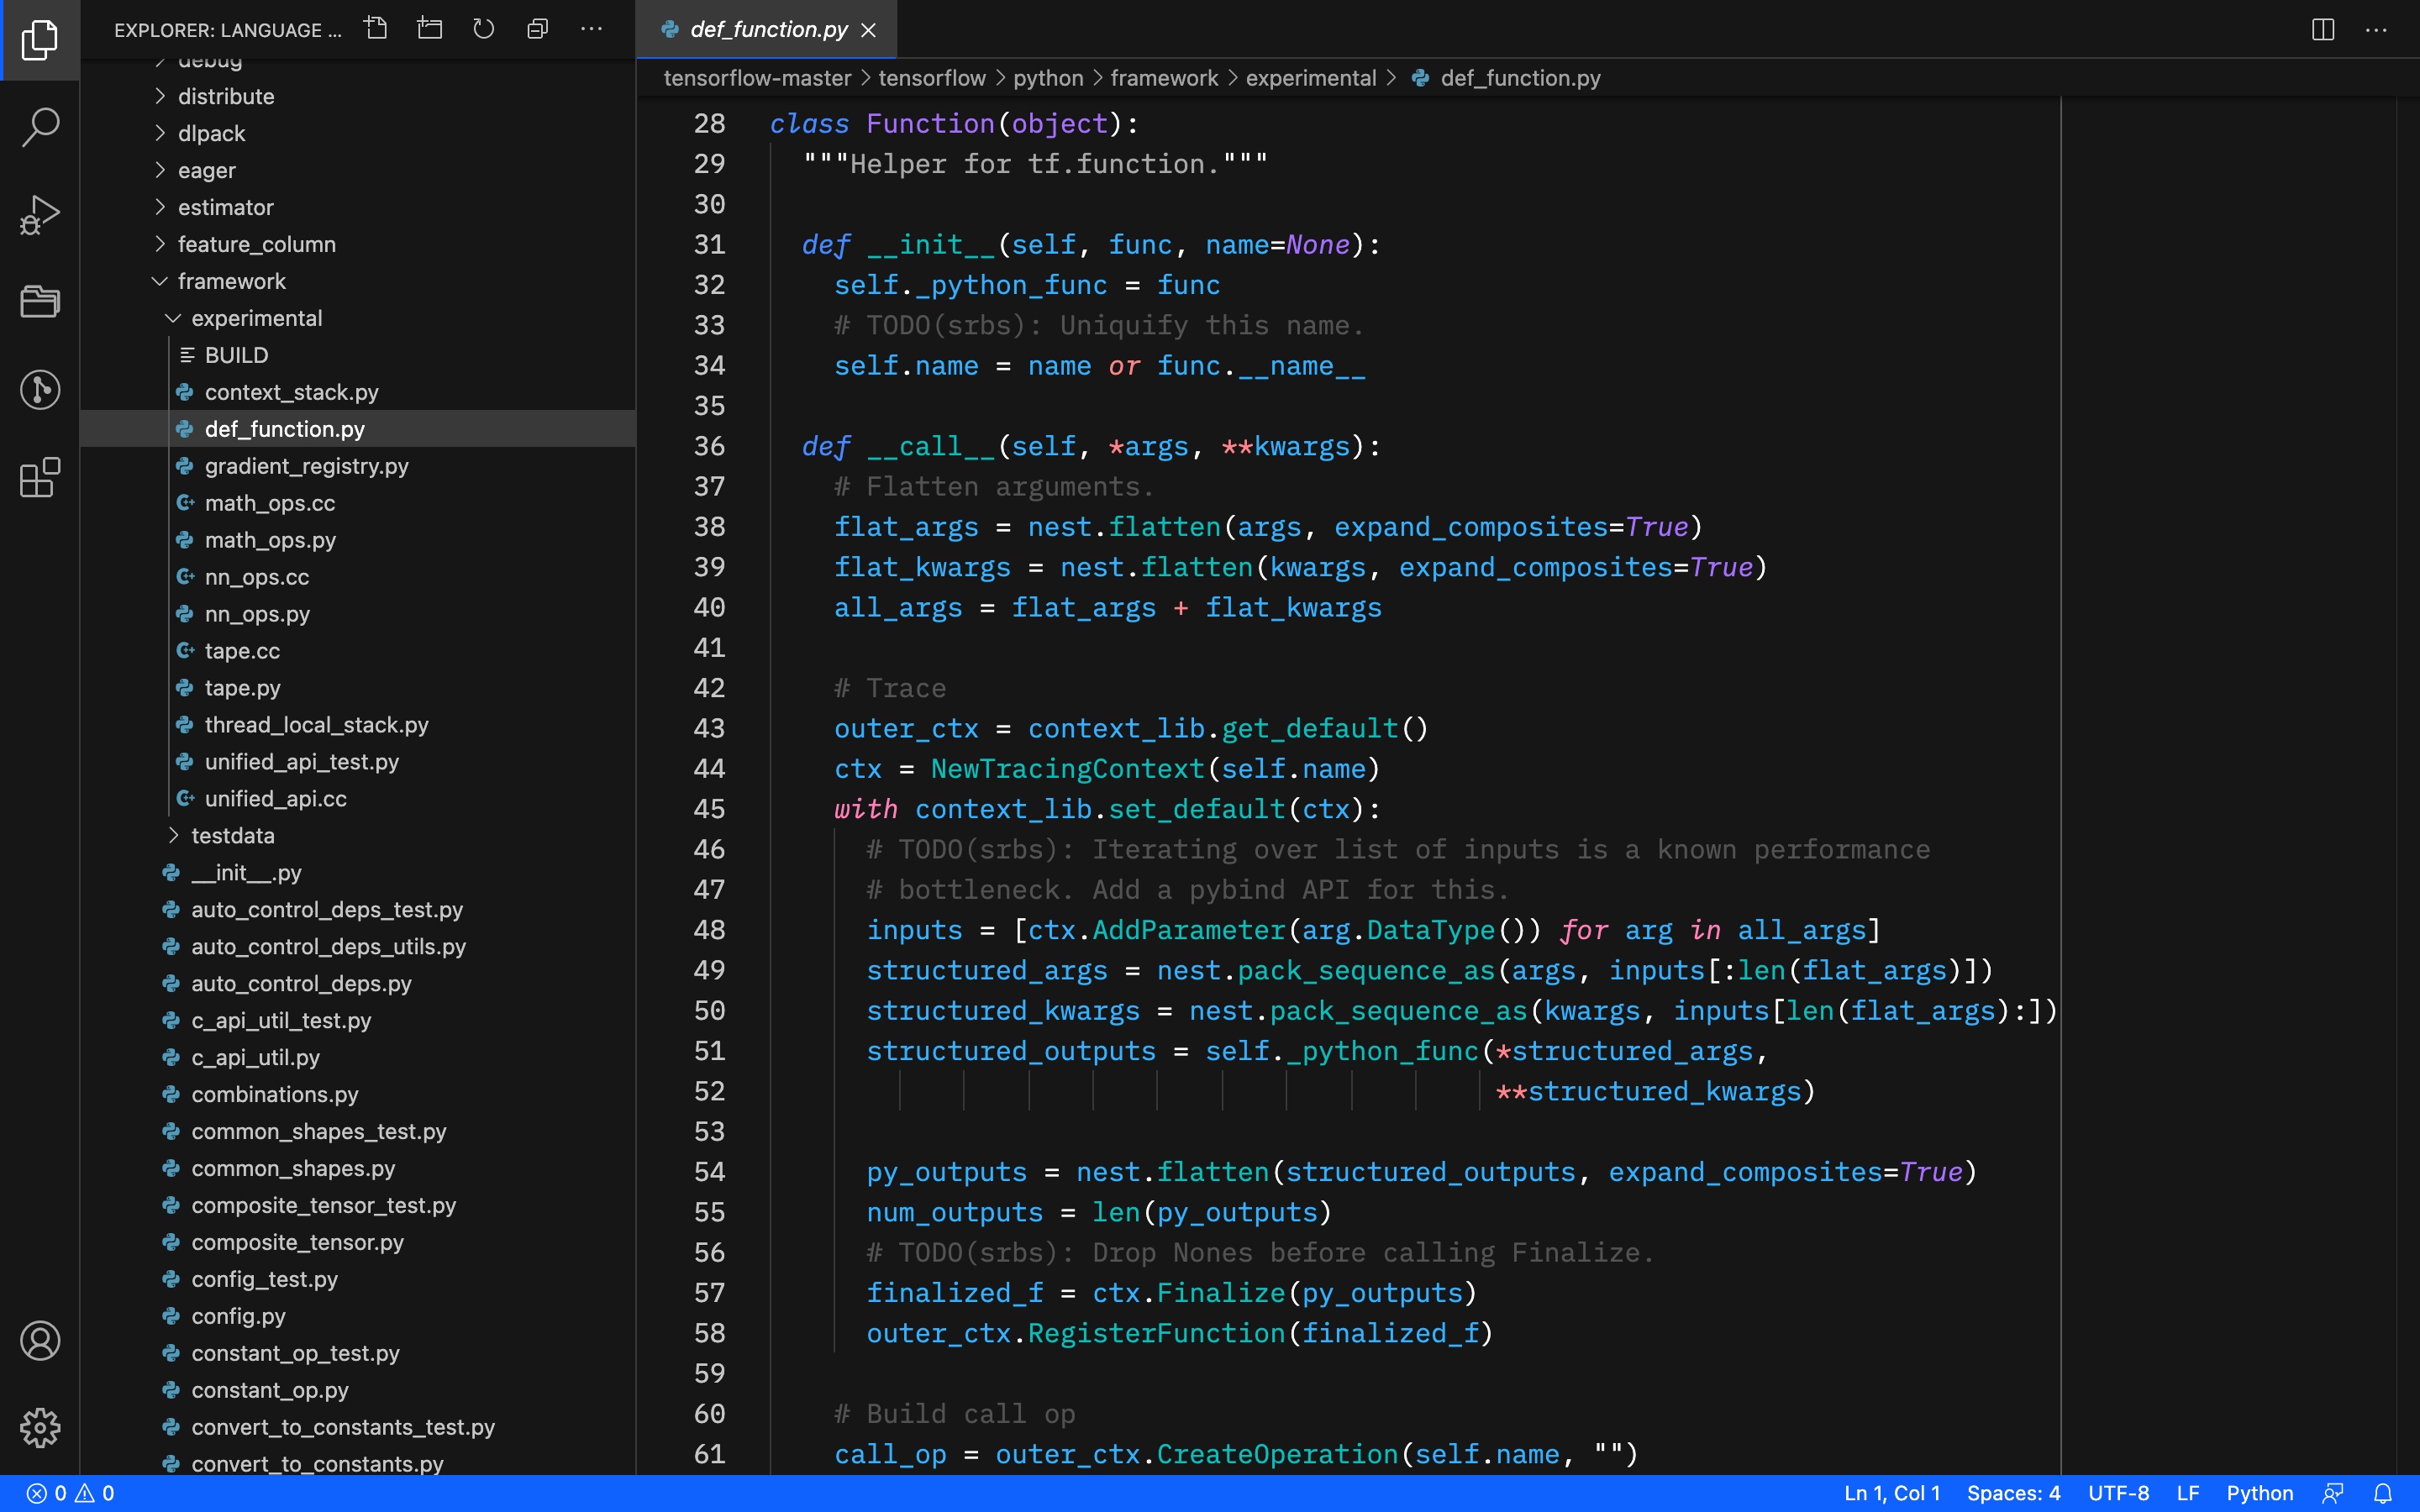 EXPLORER: LANGUAGE ...
debug
distribute
dlpack
eager
estimator
feature_column
framework
experimental
BUILD
context_stack.py
def_function.py
gradient_registry.py
math_ops.cc
math_ops.py
nn_ops.cc
nn_ops.py
tape.cc
tape.py
thread_local_stack.py
unified_api_test.py
unified_api.cc
testdata
__init__.py
auto_control_deps_test.py
auto_control_deps_utils.py
auto_control_deps.py
c_api_util_test.py
c_api_util.py
combinations.py
common_shapes_test.py
common_shapes.py
composite_tensor_test.py
composite_tensor.py
config_test.py
config.py
constant_op_test.py
constant_op.py
convert_to_constants_test.py
convert_to_constants.py
def_function.py
tensorflow-master > tensorflow > python > framework > experimental > def_function.py
28 class Function(object):
29   """Helper for tf.function."""
30
31   def __init__(self, func, name=None):
32     self._python_func = func
33     # TODO(srbs): Uniquify this name.
34     self.name = name or func.__name__
35
36   def __call__(self, *args, **kwargs):
37     # Flatten arguments.
38     flat_args = nest.flatten(args, expand_composites=True)
39     flat_kwargs = nest.flatten(kwargs, expand_composites=True)
40     all_args = flat_args + flat_kwargs
41
42     # Trace
43     outer_ctx = context_lib.get_default()
44     ctx = NewTracingContext(self.name)
45     with context_lib.set_default(ctx):
46       # TODO(srbs): Iterating over list of inputs is a known performance
47       # bottleneck. Add a pybind API for this.
48       inputs = [ctx.AddParameter(arg.DataType()) for arg in all_args]
49       structured_args = nest.pack_sequence_as(args, inputs[:len(flat_args)])
50       structured_kwargs = nest.pack_sequence_as(kwargs, inputs[len(flat_args):])
51       structured_outputs = self._python_func(*structured_args,
52                                              **structured_kwargs)
53
54       py_outputs = nest.flatten(structured_outputs, expand_composites=True)
55       num_outputs = len(py_outputs)
56       # TODO(srbs): Drop Nones before calling Finalize.
57       finalized_f = ctx.Finalize(py_outputs)
58       outer_ctx.RegisterFunction(finalized_f)
59
60     # Build call op
61     call_op = outer_ctx.CreateOperation(self.name, "")
0 0 Ln 1, Col 1 Spaces: 4 UTF-8 LF Python